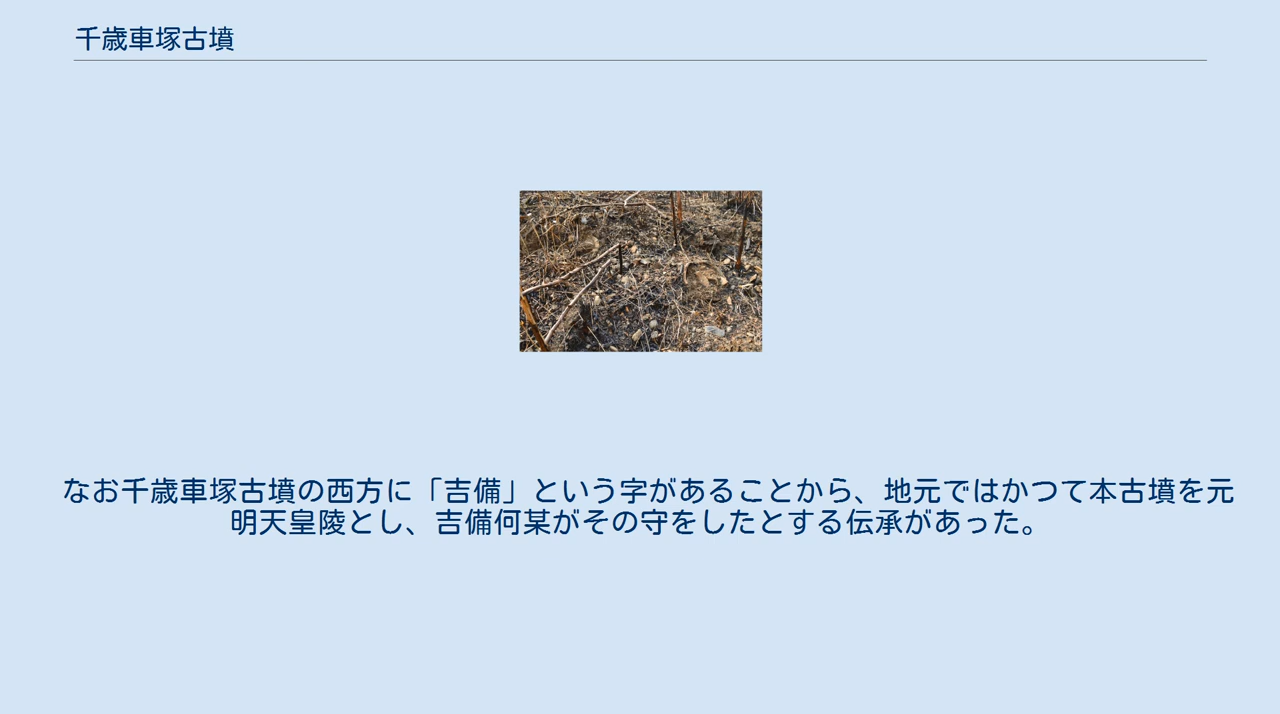 千歳車塚古墳
なお千歳車塚古墳の西方に「吉備」という字があることから、地元ではかつて本古墳を元
明天皇陵とし、吉備何某がその守をしたとする伝承があった。